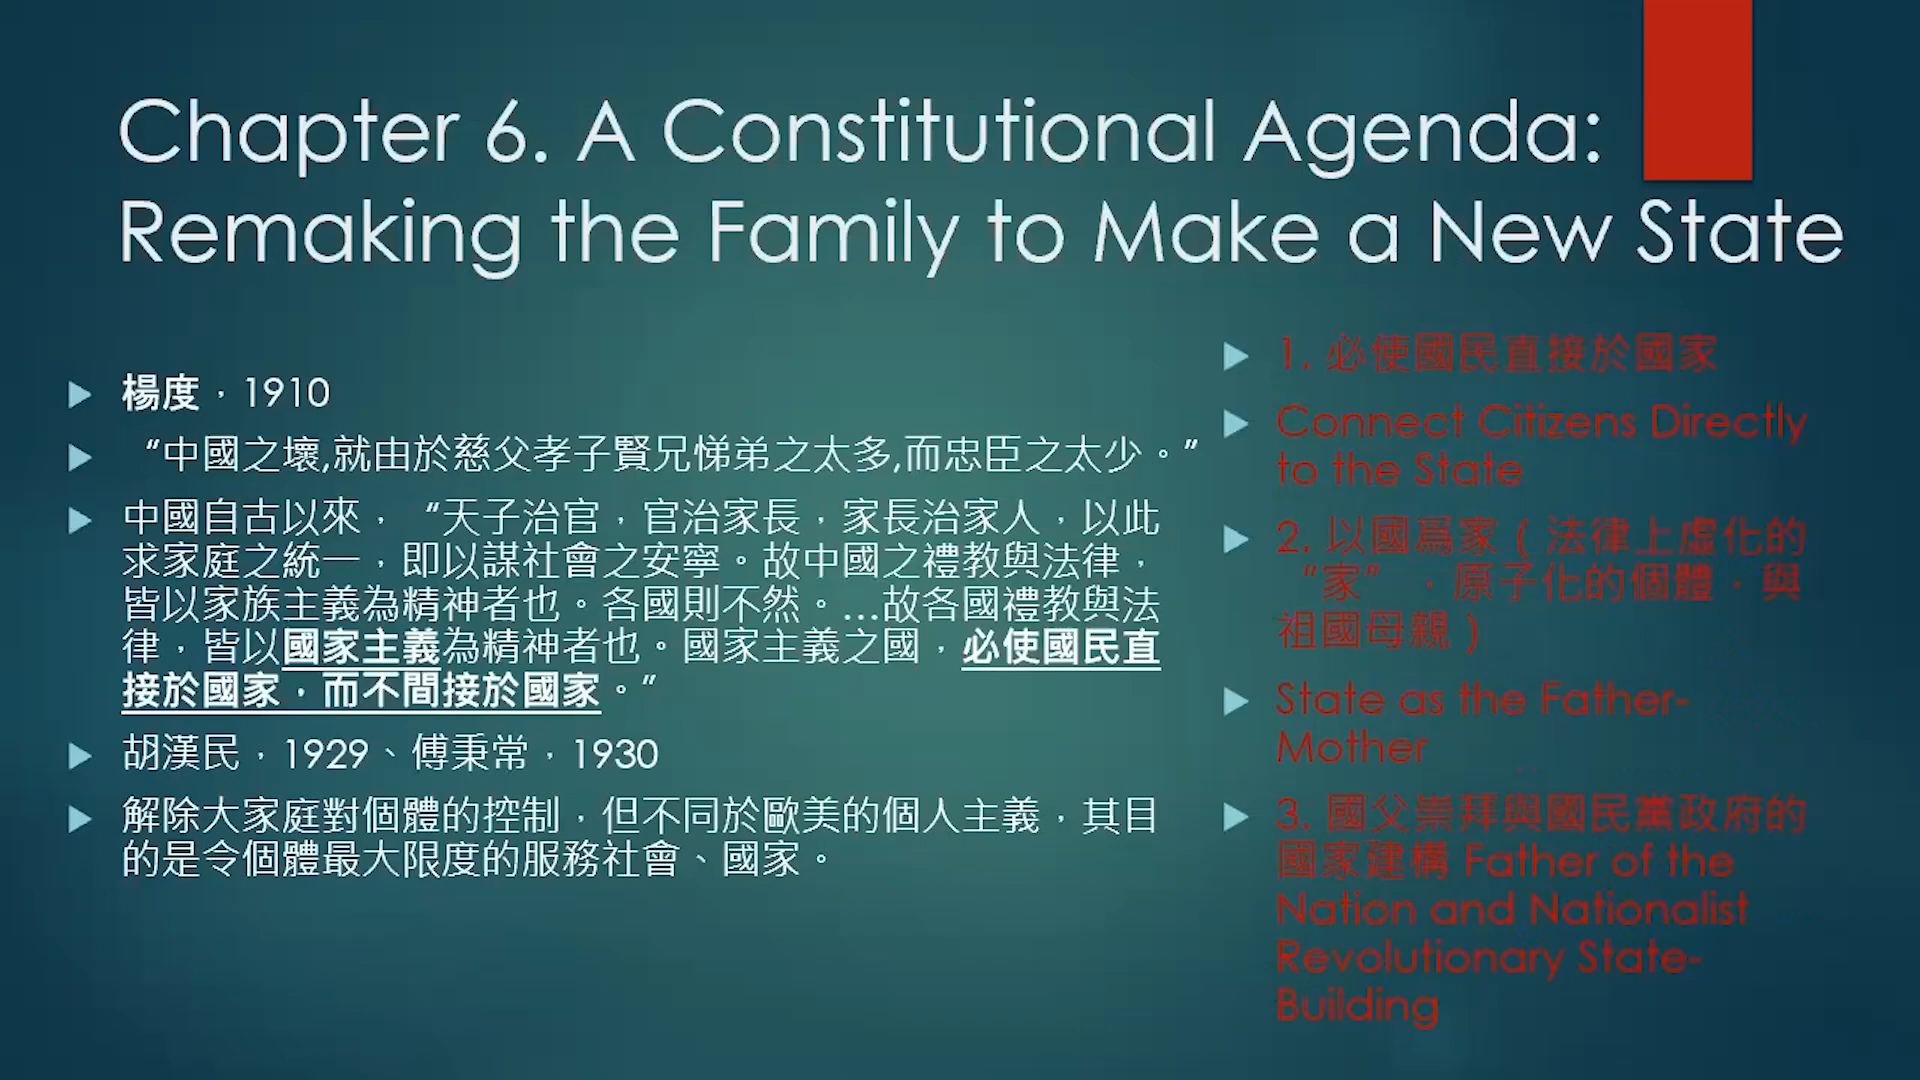 Chapter 6. A Constitutional Agenda:
Remaking the Family to Make a New State
楊度，1910
“中國之壞,就由於慈父孝子賢兄悌弟之太多,而忠臣之太少。”
中國自古以來，“天子治官，官治家長，家長治家人，以此
求家庭之統一，即以謀社會之安寧。故中國之禮教與法律，
皆以家族主義為精神者也。各國則不然。…故各國禮教與法
律，皆以國家主義為精神者也。國家主義之國，必使國民直
接於國家，而不間接於國家。”
胡漢民，1929、傅秉常，1930
解除大家庭對個體的控制，但不同於歐美的個人主義，其目
的是令個體最大限度的服務社會、國家。
1. 必使國民直接於國家
Connect Citizens Directly
to the State
2. 以國爲家（法律上虛化的
“家”，原子化的個體，與
祖國母親）
State as the Father-
Mother
3. 國父崇拜與國民黨政府的
國家建構 Father of the
Nation and Nationalist
Revolutionary State-
Building